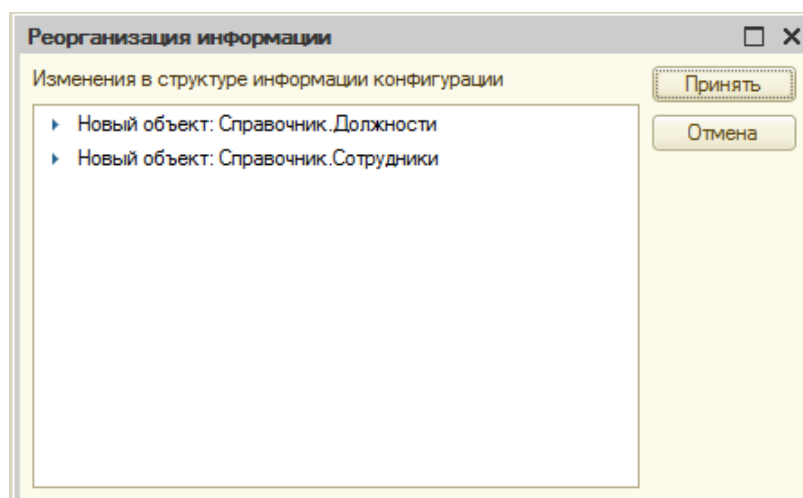 Реорганизация информации
Изменения в структуре информации конфигурации
Принять
Отмена
Новый объект: Справочник.Должности
Новый объект: Справочник.Сотрудники